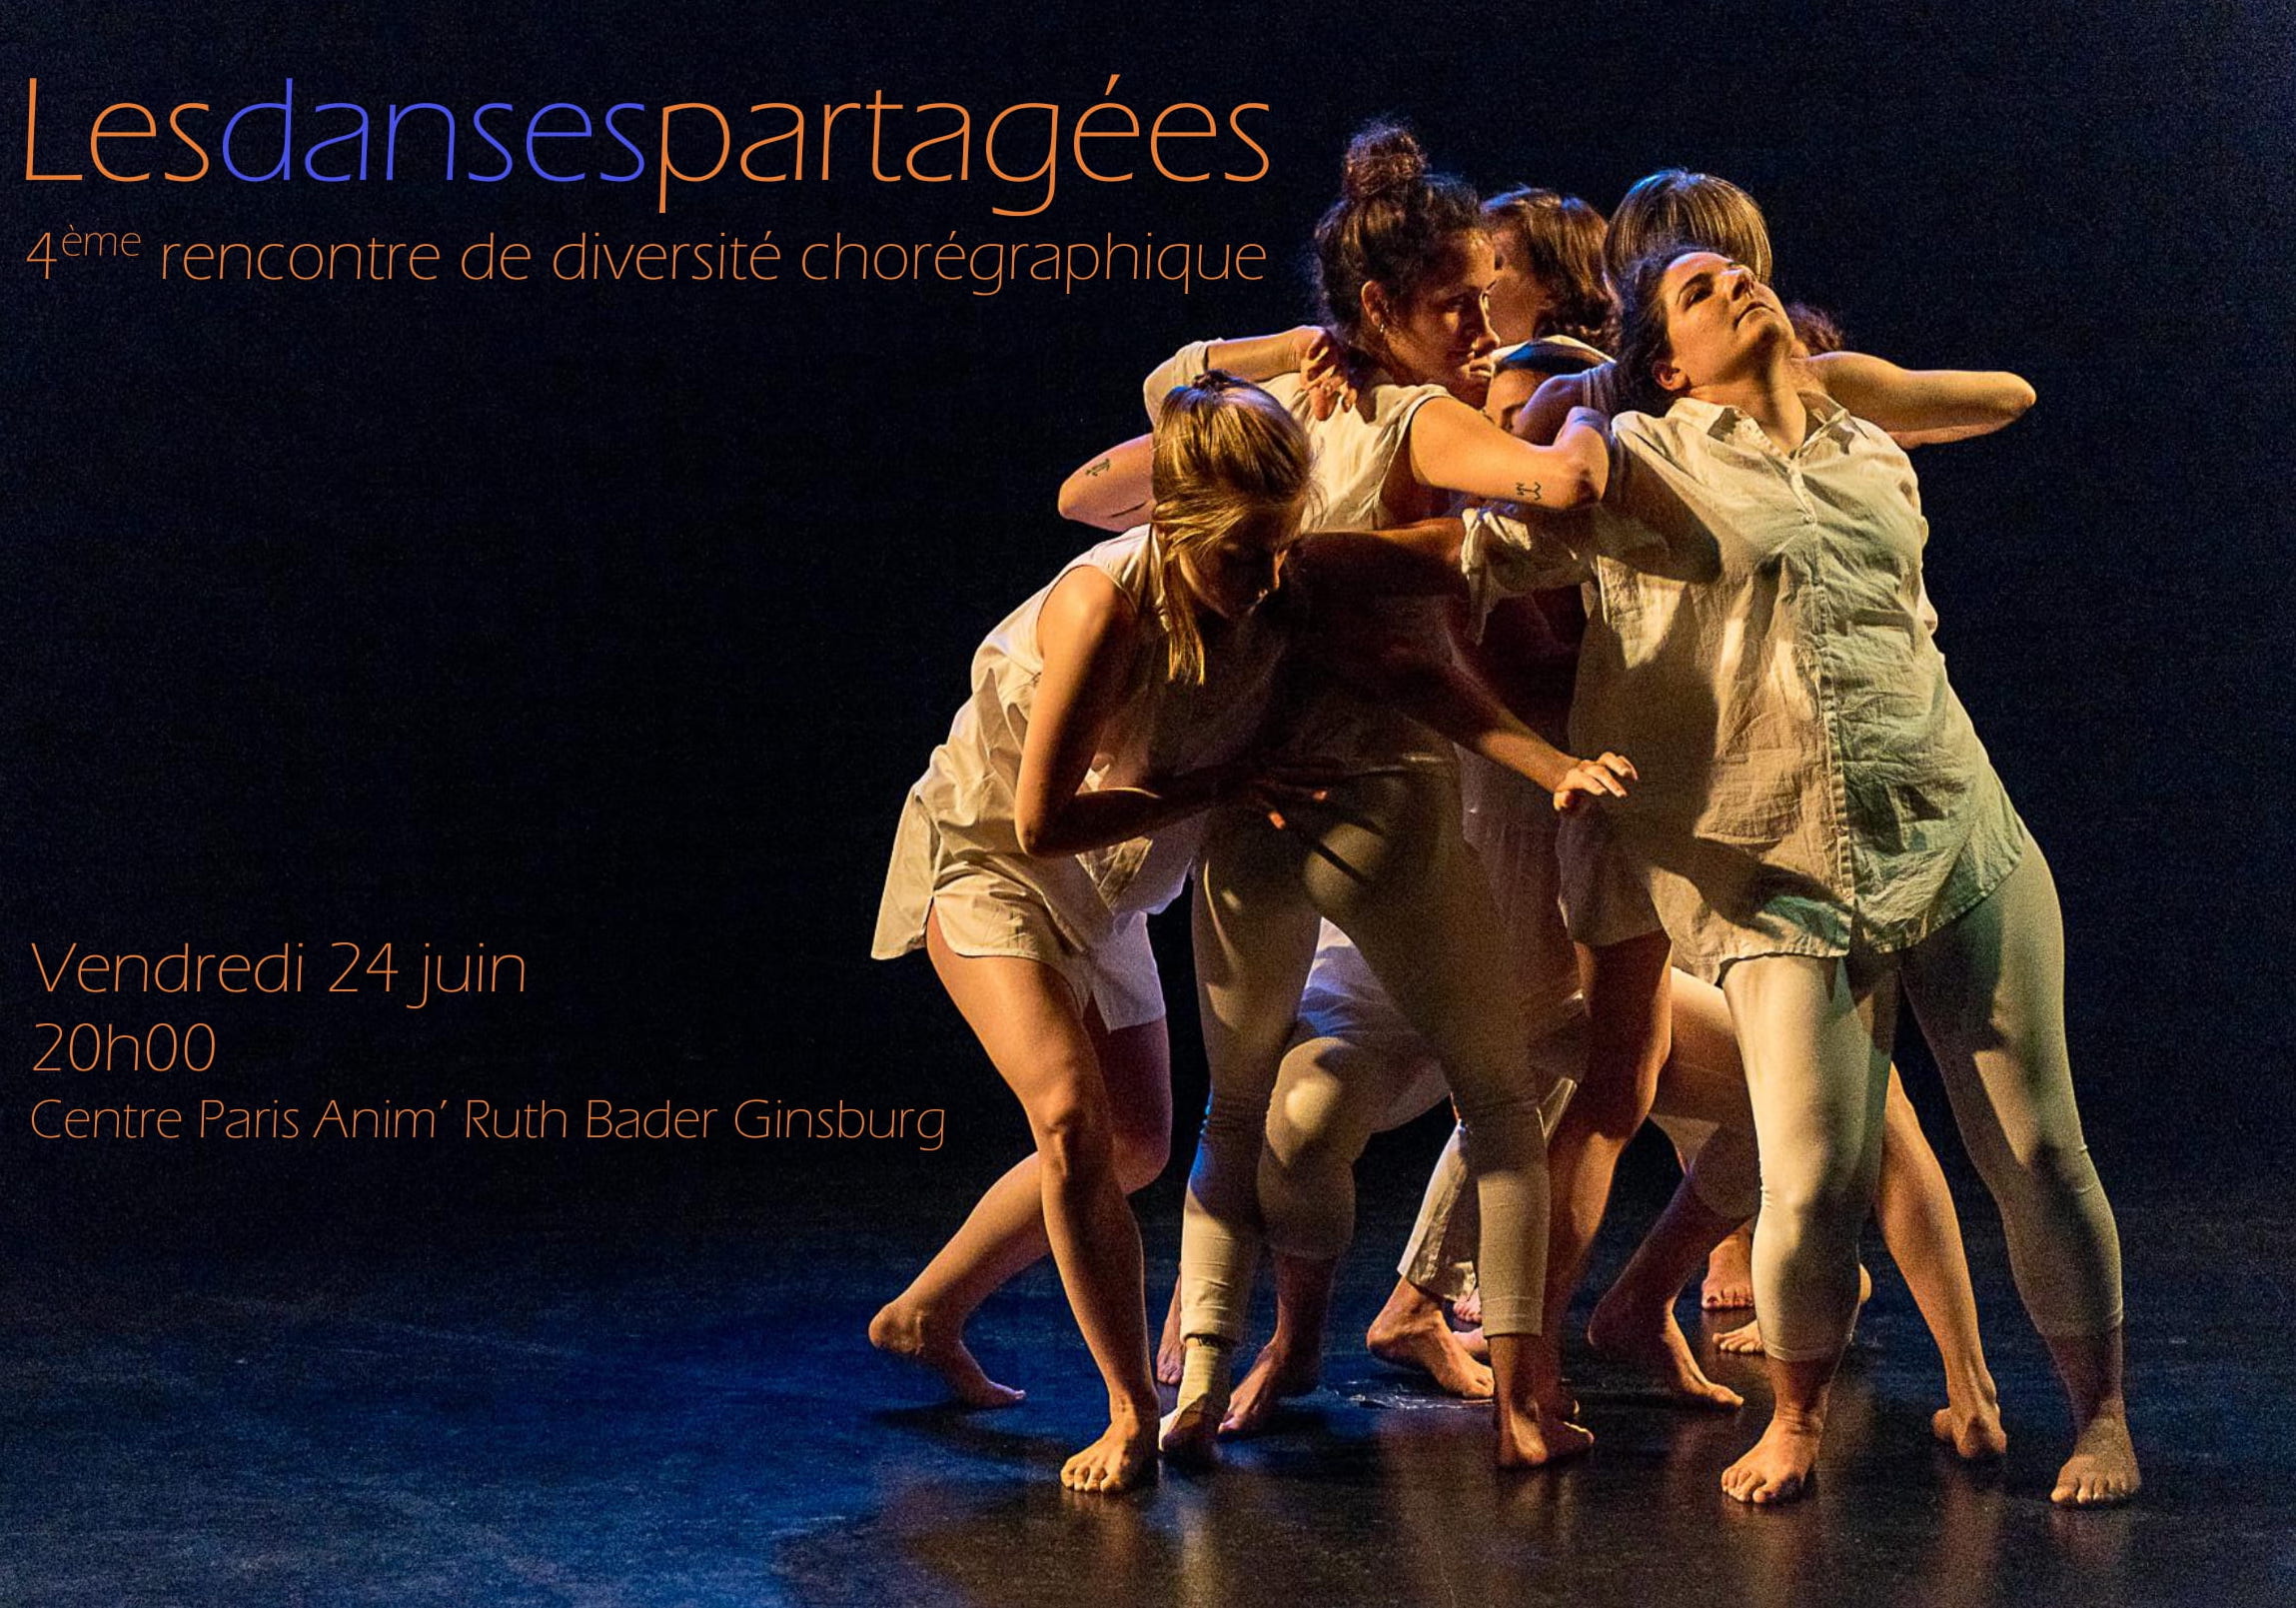 Lesdansespartagées
4ème rencontre de diversité chorégraphique
Vendredi 24 juin
20h00
Centre Paris Anim' Ruth Bader Ginsburg